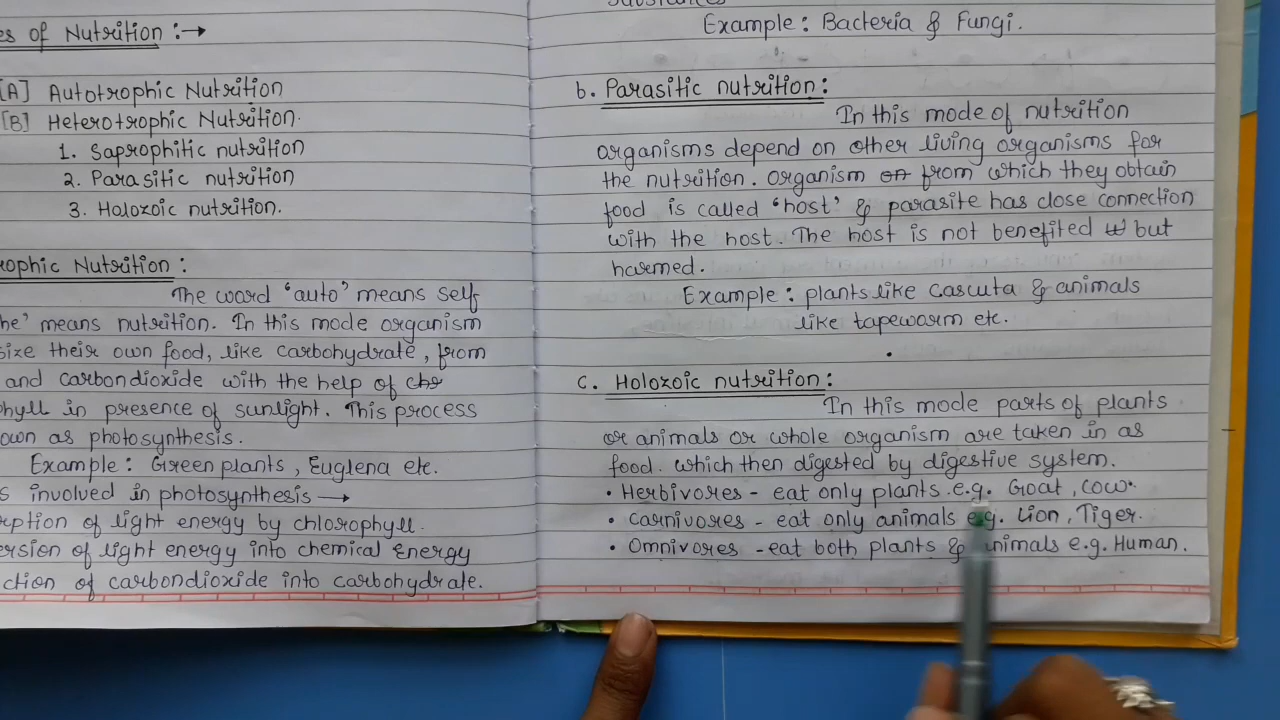 es of Nutrition :→
[A] Autotrophic Nutrition
[B] Heterotrophic Nutrition.
1. Saprophitic nutrition
2. Parasitic nutrition
3. Holozoic nutrition.
rophic Nutrition :
The word 'auto' means self
he' means nutrition. In this mode organism
size their own food, like carbohydrate, from
and carbondioxide with the help of cho
phyll in presence of sunlight. This process
own as photosynthesis.
Example : Green plants, Euglena etc.
s involved in photosynthesis →
rption of light energy by chlorophyll.
ersion of light energy into chemical Energy
ction of carbondioxide into carbohydrate.
Substances
Example : Bacteria & Fungi.
b. Parasitic nutrition :
In this mode of nutrition
organisms depend on other living organisms for
the nutrition. Organism from which they obtain
food is called 'host' & parasite has close connection
with the host. The host is not benefited but
harmed.
Example : plants like Cascuta & animals
like tapeworm etc.
c. Holozoic nutrition :
In this mode parts of plants
or animals or whole organism are taken in as
food. which then digested by digestive system.
• Herbivores - eat only plants. e.g. Goat, Cow.
• Carnivores - eat only animals e.g. Lion, Tiger.
• Omnivores - eat both plants & animals e.g. Human.